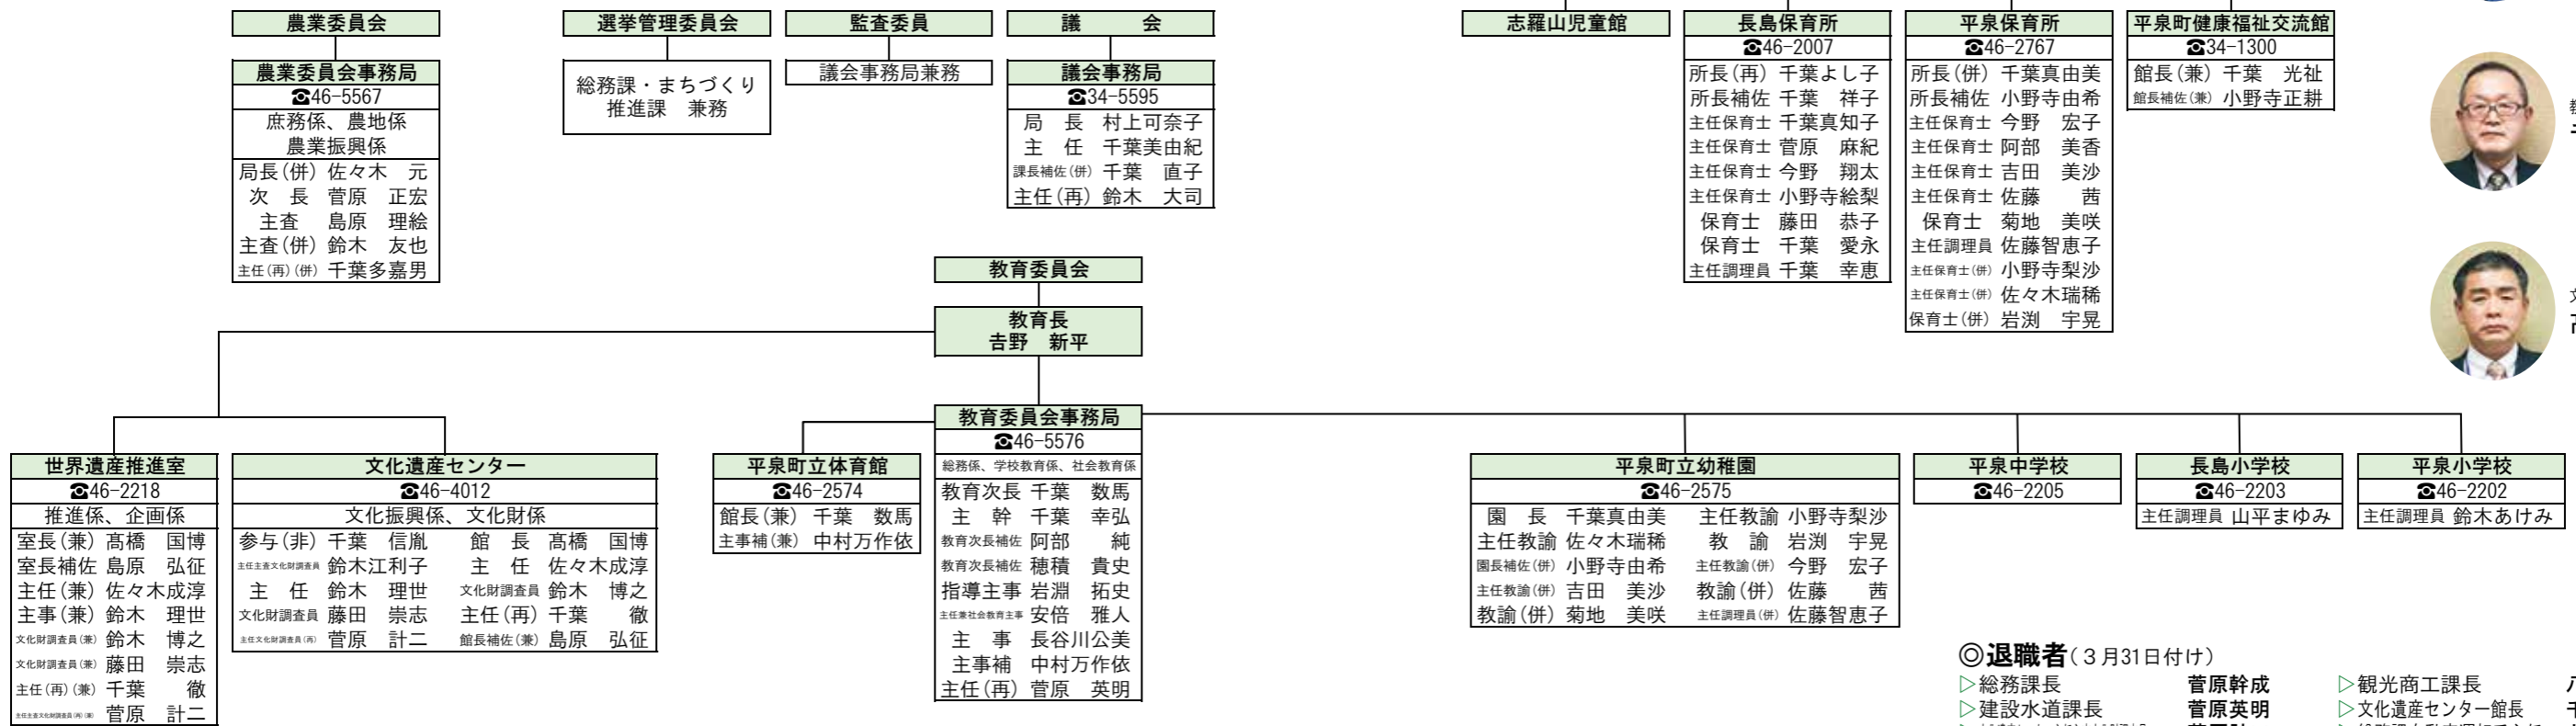 農業委員会
農業委員会事務局
☎46-5567
庶務係、農地係
農業振興係
局長(併) 佐々木　元
次　長 菅原　正宏
主査 島原　理絵
主査(併) 鈴木　友也
主任(再)(併) 千葉多嘉男
選挙管理委員会
総務課・まちづくり
推進課　兼務
監査委員
議会事務局兼務
議　会
議会事務局
☎34-5595
局　長 村上可奈子
主　任 千葉美由紀
課長補佐(併) 千葉　直子
主任(再) 鈴木　大司
志羅山児童館
長島保育所
☎46-2007
所長(再) 千葉よし子
所長補佐 千葉　祥子
主任保育士 千葉真知子
主任保育士 菅原　麻紀
主任保育士 今野　翔太
主任保育士 小野寺絵梨
保育士 藤田　恭子
保育士 千葉　愛永
主任調理員 千葉　幸恵
平泉保育所
☎46-2767
所長(併) 千葉真由美
所長補佐 小野寺由希
主任保育士 今野　宏子
主任保育士 阿部　美香
主任保育士 吉田　美沙
主任保育士 佐藤　茜
保育士 菊地　美咲
主任調理員 佐藤智恵子
主任保育士(併) 小野寺梨沙
主任保育士(併) 佐々木瑞稀
保育士(併) 岩渕　宇晃
平泉町健康福祉交流館
☎34-1300
館長(兼) 千葉　光祉
館長補佐(兼) 小野寺正耕
教育委員会
教育長
吉野　新平
世界遺産推進室
☎46-2218
推進係、企画係
室長(兼) 髙橋　国博
室長補佐 島原　弘征
主任(兼) 佐々木成淳
主事(兼) 鈴木　理世
文化財調査員(兼) 鈴木　博之
文化財調査員(兼) 藤田　崇志
主任(再)(兼) 千葉　徹
主任主査文化財調査員(再)(兼) 菅原　計二
文化遺産センター
☎46-4012
文化振興係、文化財係
参与(非) 千葉　信胤 館　長 髙橋　国博
主任主査文化財調査員 鈴木江利子 主　任 佐々木成淳
主　任 鈴木　理世 文化財調査員 鈴木　博之
文化財調査員 藤田　崇志 主任(再) 千葉　徹
主任文化財調査員(再) 菅原　計二 館長補佐(兼) 島原　弘征
平泉町立体育館
☎46-2574
館長(兼) 千葉　数馬
主事補(兼) 中村万作依
教育委員会事務局
☎46-5576
総務係、学校教育係、社会教育係
教育次長 千葉　数馬
主　幹 千葉　幸弘
教育次長補佐 阿部　純
教育次長補佐 穂積　貴史
指導主事 岩淵　拓史
主任兼社会教育主事 安倍　雅人
主　事 長谷川公美
主事補 中村万作依
主任(再) 菅原　英明
平泉町立幼稚園
☎46-2575
園　長 千葉真由美 主任教諭 小野寺梨沙
主任教諭 佐々木瑞稀 教　諭 岩渕　宇晃
園長補佐(併) 小野寺由希 主任教諭(併) 今野　宏子
主任教諭(併) 吉田　美沙 教諭(併) 佐藤　茜
教諭(併) 菊地　美咲 主任調理員(併) 佐藤智恵子
平泉中学校
☎46-2205
長島小学校
☎46-2203
主任調理員 山平まゆみ
平泉小学校
☎46-2202
主任調理員 鈴木あけみ
◎退職者(３月31日付け)
▷総務課長 菅原幹成 ▷観光商工課長
▷建設水道課長 菅原英明 ▷文化遺産センター館長